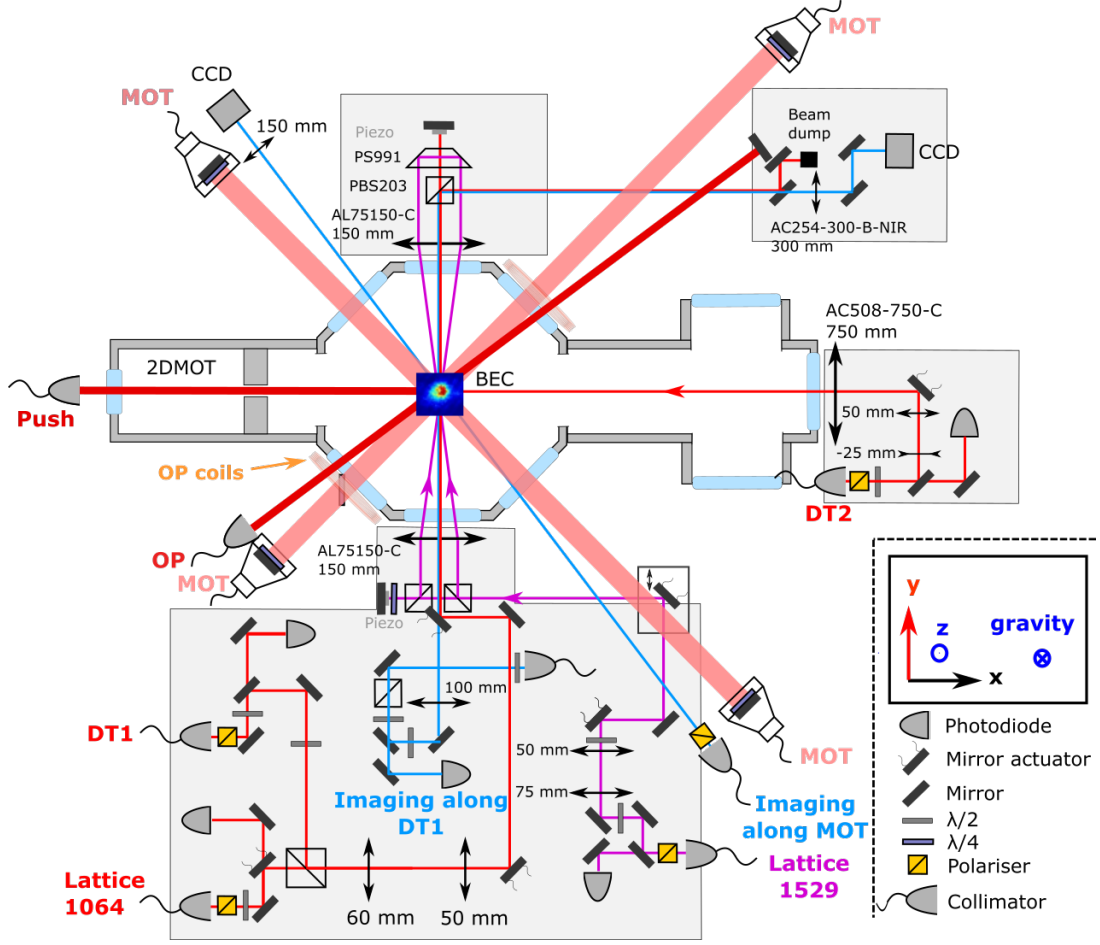 MOT
CCD
MOT
150 mm
Piezo
PS991
PBS203
AL75150-C
150 mm
Beam
dump
CCD
AC254-300-B-NIR
300 mm
AC508-750-C
750 mm
2DMOT
BEC
Push
50 mm
-25 mm
OP coils
DT2
OP
MOT
AL75150-C
150 mm
Piezo
y
z
gravity
x
100 mm
DT1
Imaging along
DT1
50 mm
75 mm
MOT
Imaging
along MOT
Lattice
1529
Lattice
1064
60 mm
50 mm
Photodiode
Mirror actuator
Mirror
λ/2
λ/4
Polariser
Collimator